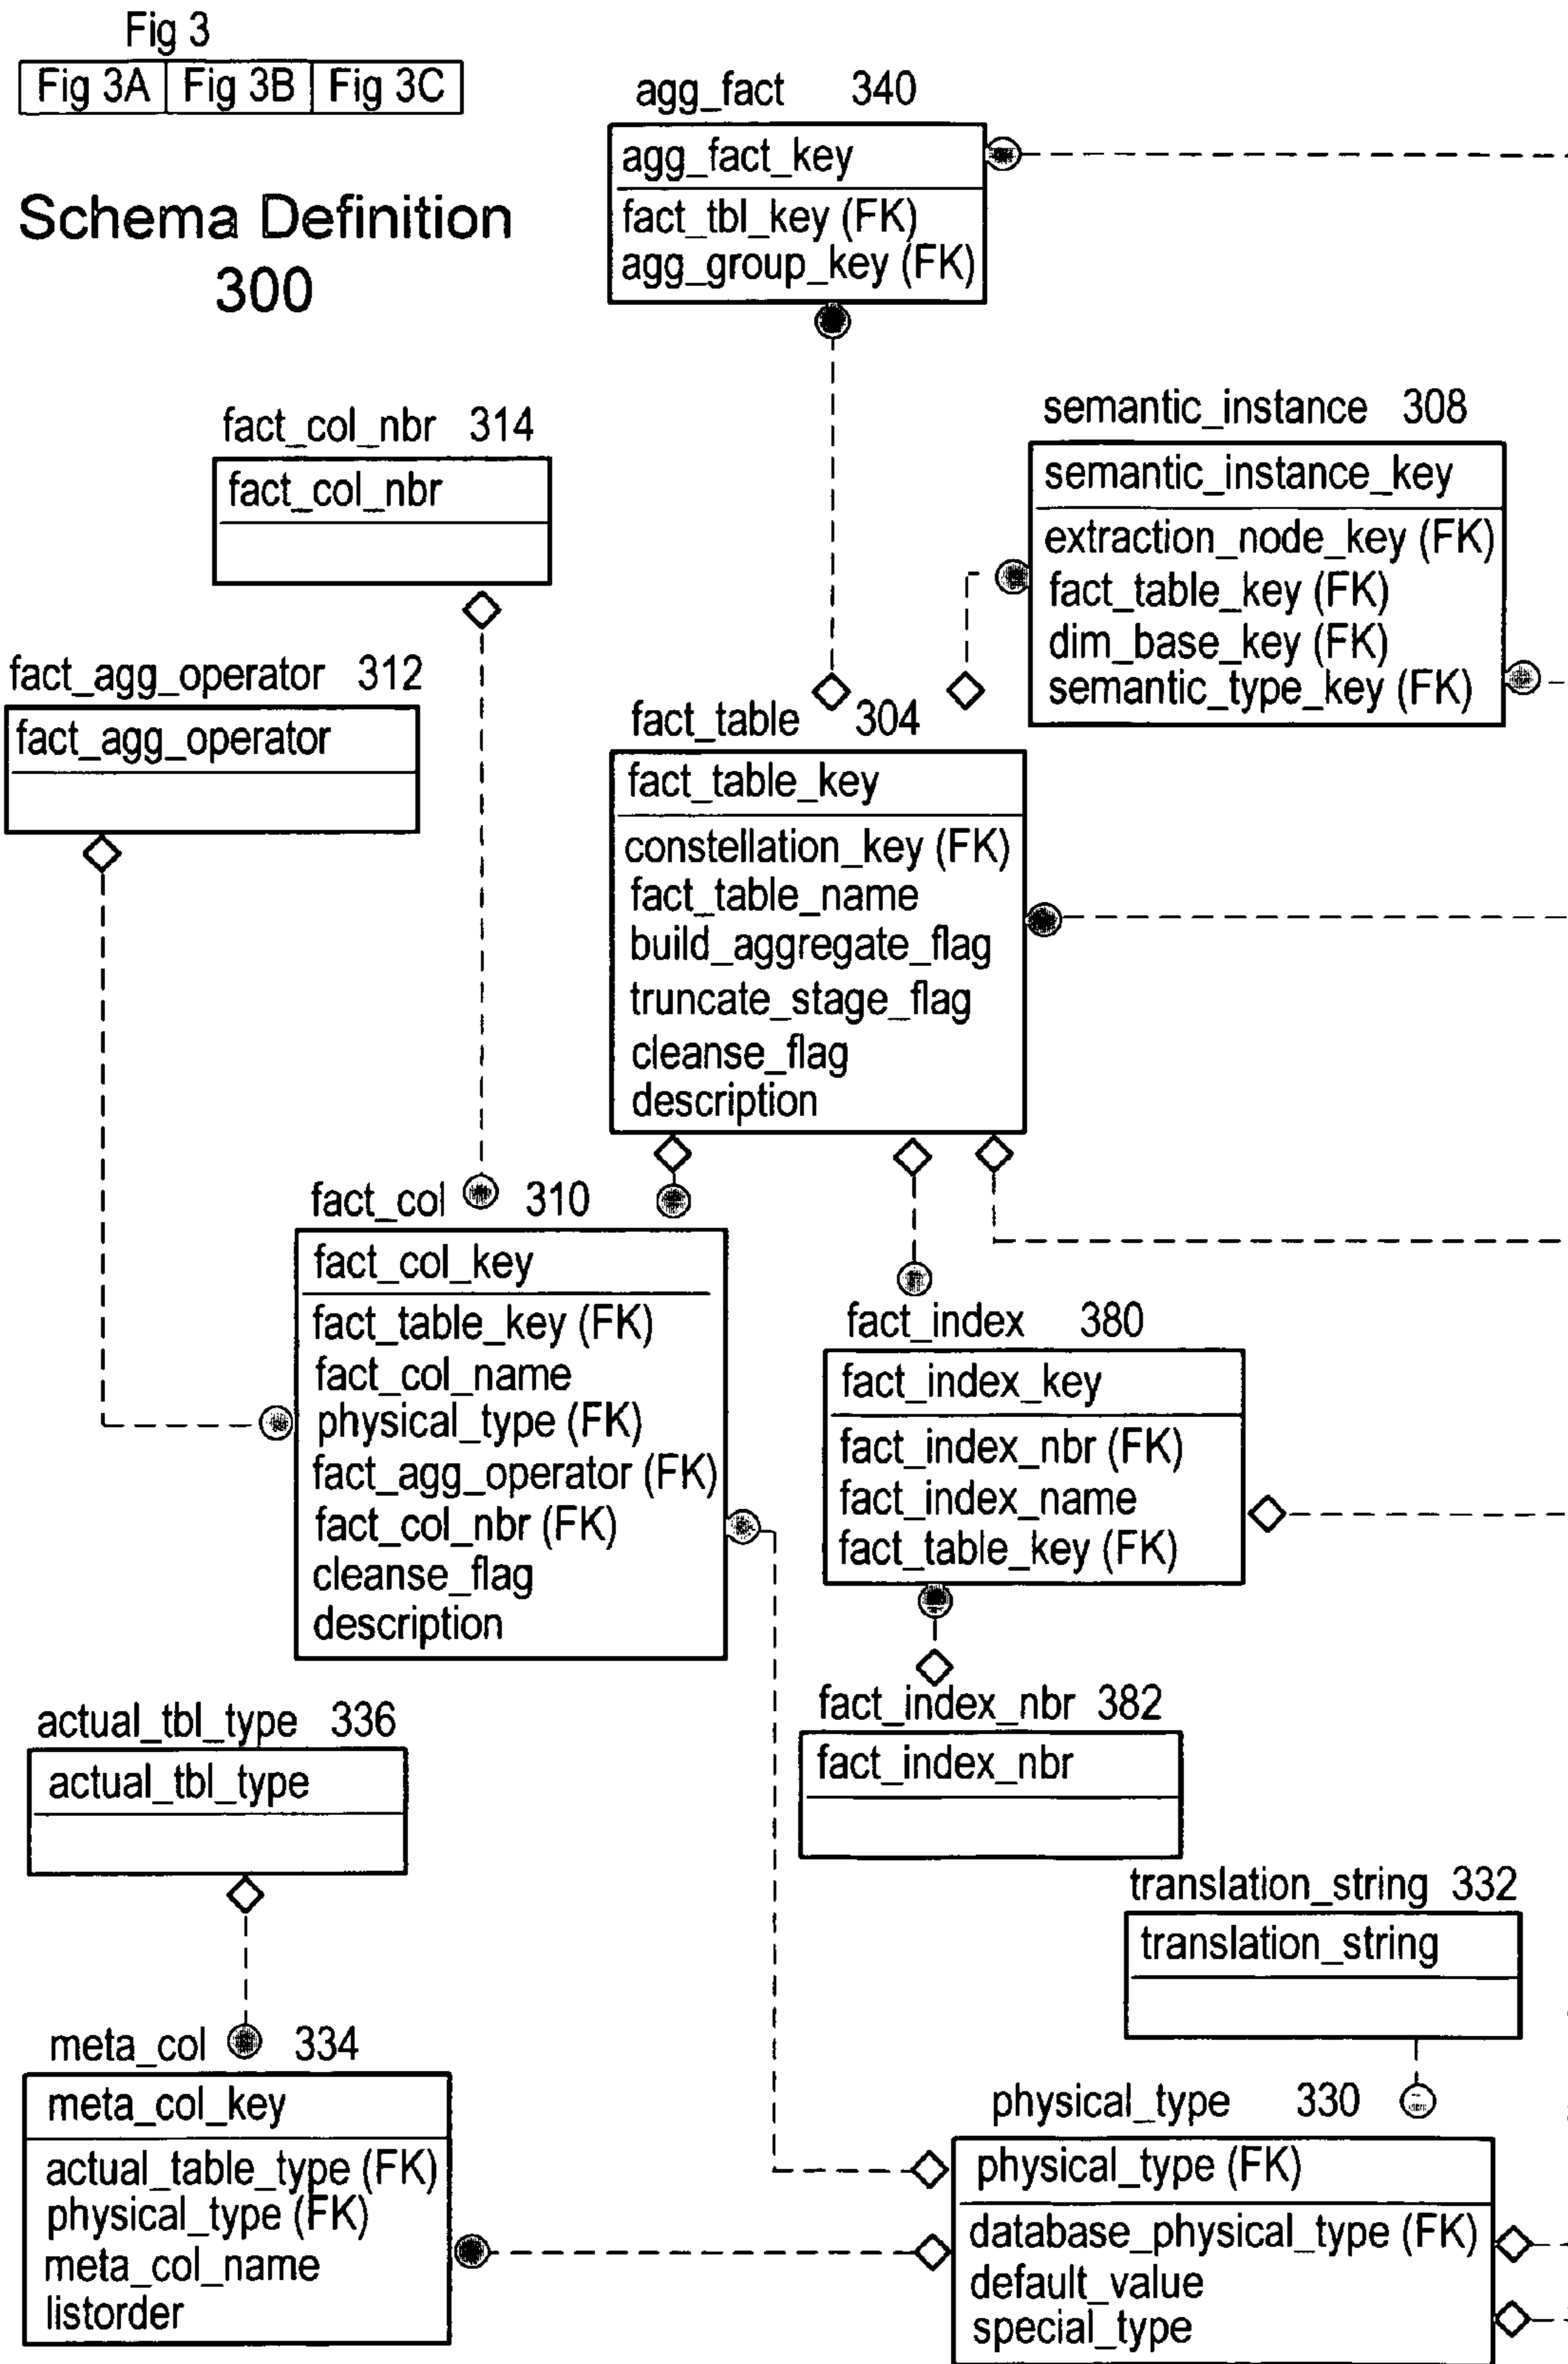 Fig 3
Fig 3A Fig 3B Fig 3C
Schema Definition
300
agg_fact 340
agg_fact_key
fact_tbl_key (FK)
agg_group_key (FK)
fact_col_nbr 314
fact_col_nbr
semantic_instance 308
semantic_instance_key
extraction_node_key (FK)
fact_table_key (FK)
dim_base_key (FK)
semantic_type_key (FK)
fact_agg_operator 312
fact_agg_operator
fact_table 304
fact_table_key
constellation_key (FK)
fact_table_name
build_aggregate_flag
truncate_stage_flag
cleanse_flag
description
fact_col 310
fact_col_key
fact_table_key (FK)
fact_col_name
physical_type (FK)
fact_agg_operator (FK)
fact_col_nbr (FK)
cleanse_flag
description
fact_index 380
fact_index_key
fact_index_nbr (FK)
fact_index_name
fact_table_key (FK)
fact_index_nbr 382
fact_index_nbr
actual_tbl_type 336
actual_tbl_type
translation_string 332
translation_string
meta_col 334
meta_col_key
actual_table_type (FK)
physical_type (FK)
meta_col_name
listorder
physical_type 330
physical_type (FK)
database_physical_type (FK)
default_value
special_type